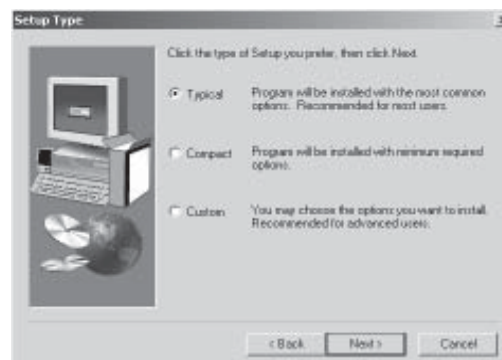 Setup Type
Click the type of Setup you prefer, then click Next.
Typical Program will be installed with the most common
options. Recommended for most users.
Compact Program will be installed with minimum required
options.
Custom You may choose the options you want to install.
Recommended for advanced users.
< Back Next > Cancel